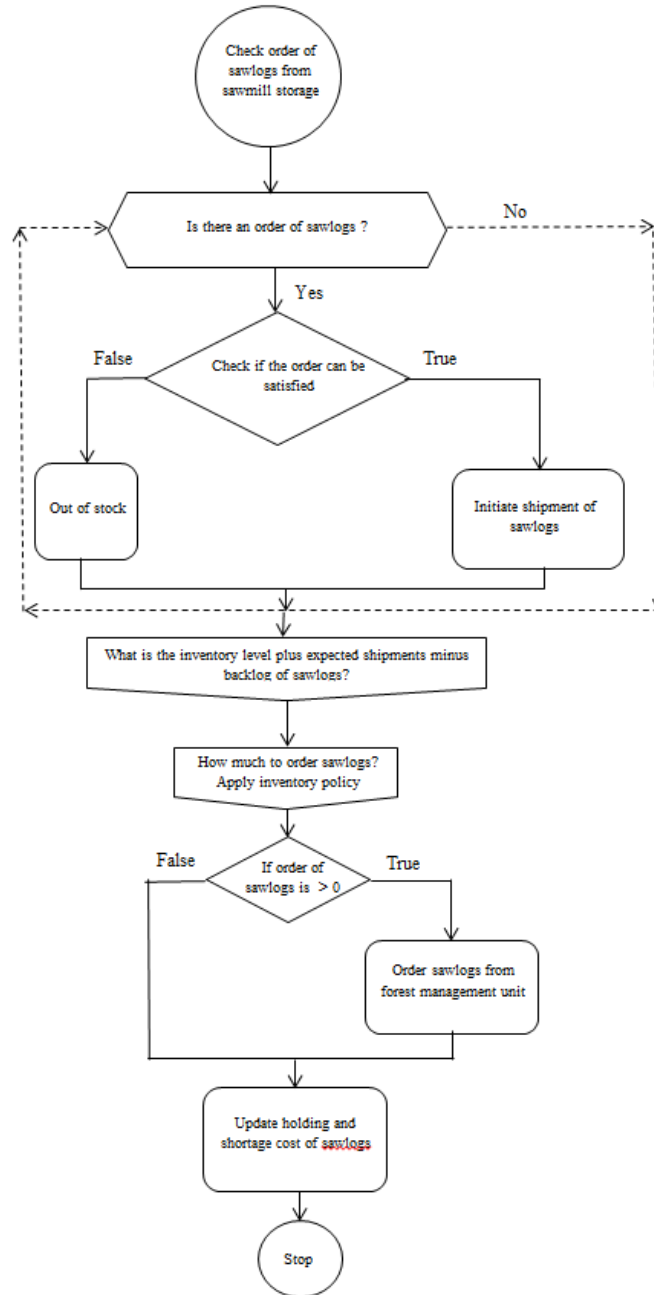 Check order of
sawlogs from
sawmill storage
Is there an order of sawlogs ?
No
Yes
False
Check if the order can be
satisfied
True
Out of stock
Initiate shipment of
sawlogs
What is the inventory level plus expected shipments minus
backlog of sawlogs?
How much to order sawlogs?
Apply inventory policy
False
If order of
sawlogs is > 0
True
Order sawlogs from
forest management unit
Update holding and
shortage cost of sawlogs
Stop